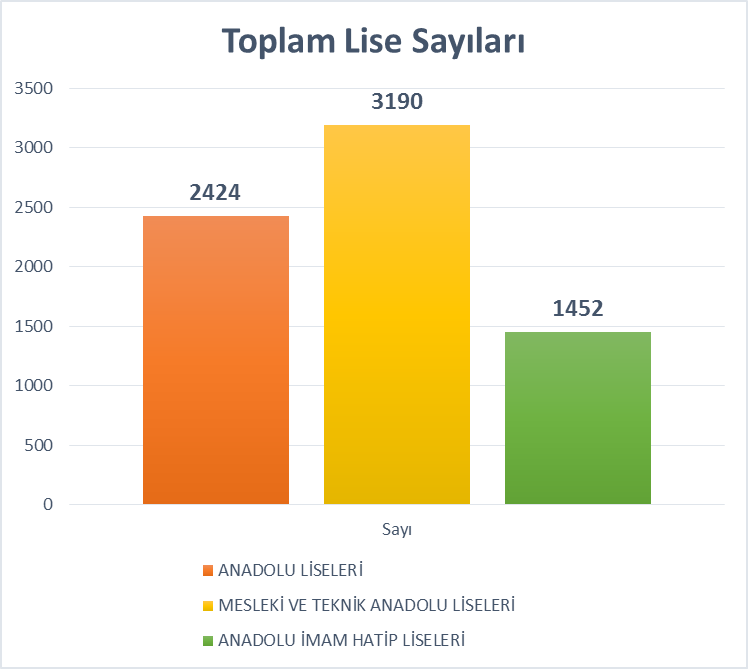 Toplam Lise Sayıları
3500
3000
2500
2000
1500
1000
500
0
2424
3190
1452
Sayı
ANADOLU LİSELERİ
MESLEKİ VE TEKNİK ANADOLU LİSELERİ
ANADOLU İMAM HATİP LİSELERİ